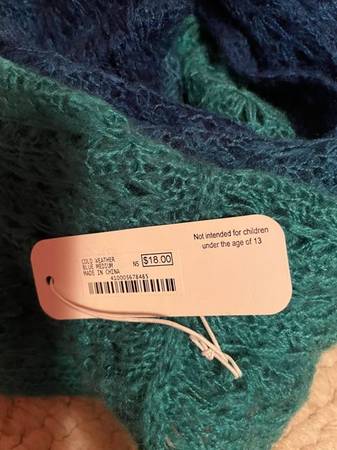 COLD WEATHER
BLUE MEDIUM NS $18.00
MADE IN CHINA
410005678485
Not intended for children
under the age of 13